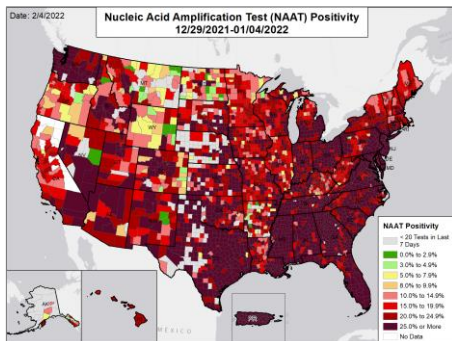 Date: 2/4/2022
Nucleic Acid Amplification Test (NAAT) Positivity
12/29/2021-01/04/2022
MEXICO
NAAT Positivity
< 20 Tests in Last
7 Days
0.0% to 2.9%
3.0% to 4.9%
5.0% to 7.9%
8.0% to 9.9%
10.0% to 14.9%
15.0% to 19.9%
20.0% to 24.9%
25.0% or More
No Data